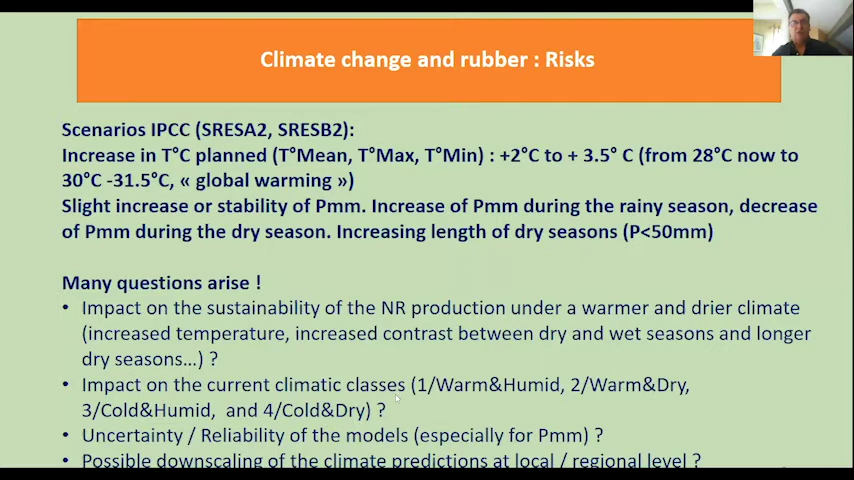 Climate change and rubber : Risks
Scenarios IPCC (SRESA2, SRESB2):
Increase in T°C planned (T°Mean, T°Max, T°Min) : +2°C to + 3.5° C (from 28°C now to
30°C -31.5°C, « global warming »)
Slight increase or stability of Pmm. Increase of Pmm during the rainy season, decrease
of Pmm during the dry season. Increasing length of dry seasons (P<50mm)
Many questions arise !
• Impact on the sustainability of the NR production under a warmer and drier climate
(increased temperature, increased contrast between dry and wet seasons and longer
dry seasons…) ?
• Impact on the current climatic classes (1/Warm&Humid, 2/Warm&Dry,
3/Cold&Humid, and 4/Cold&Dry) ?
• Uncertainty / Reliability of the models (especially for Pmm) ?
• Possible downscaling of the climate predictions at local / regional level ?